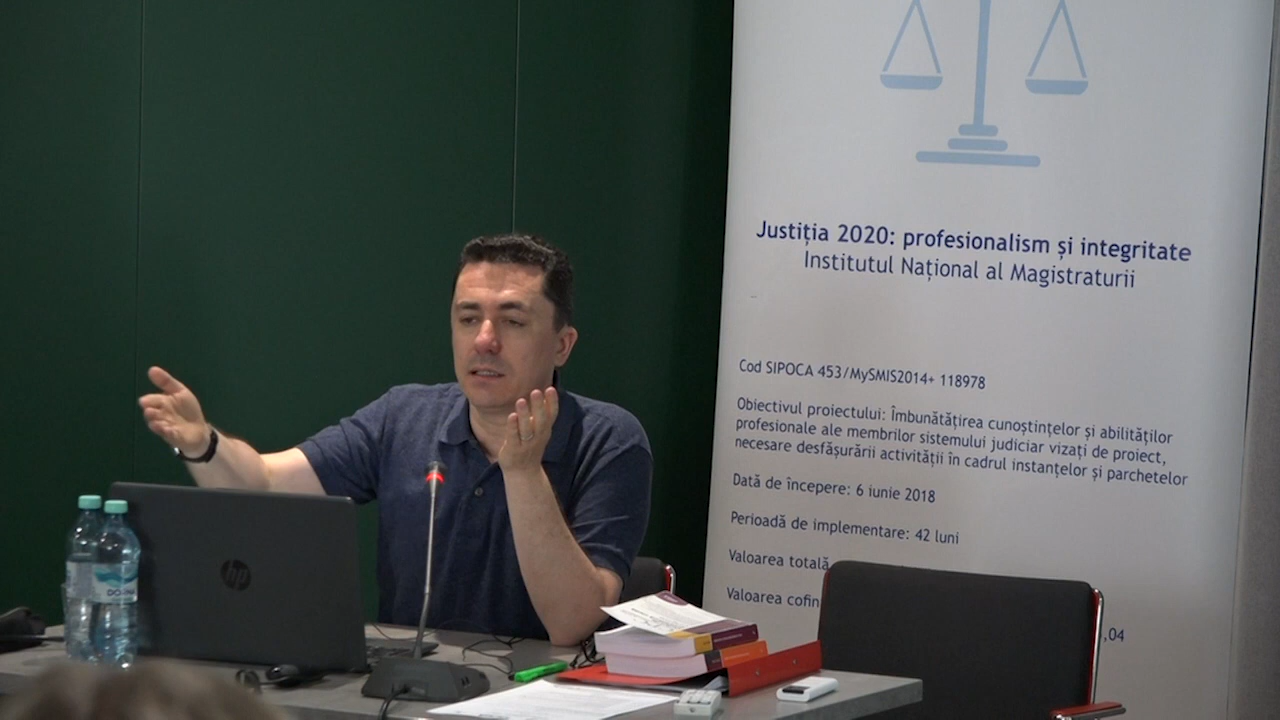 Justiția 2020: profesionalism și integritate
Institutul Național al Magistraturii
Cod SIPOCA 453/MySMIS2014+ 118978
Obiectivul proiectului: Îmbunătățirea cunoștințelor și abilităților
profesionale ale membrilor sistemului judiciar vizați de proiect,
necesare desfășurării activității în cadrul instanțelor și parchetelor
Dată de începere: 6 iunie 2018
Perioadă de implementare: 42 luni
Valoarea totală
Valoarea cofin
,04
hp